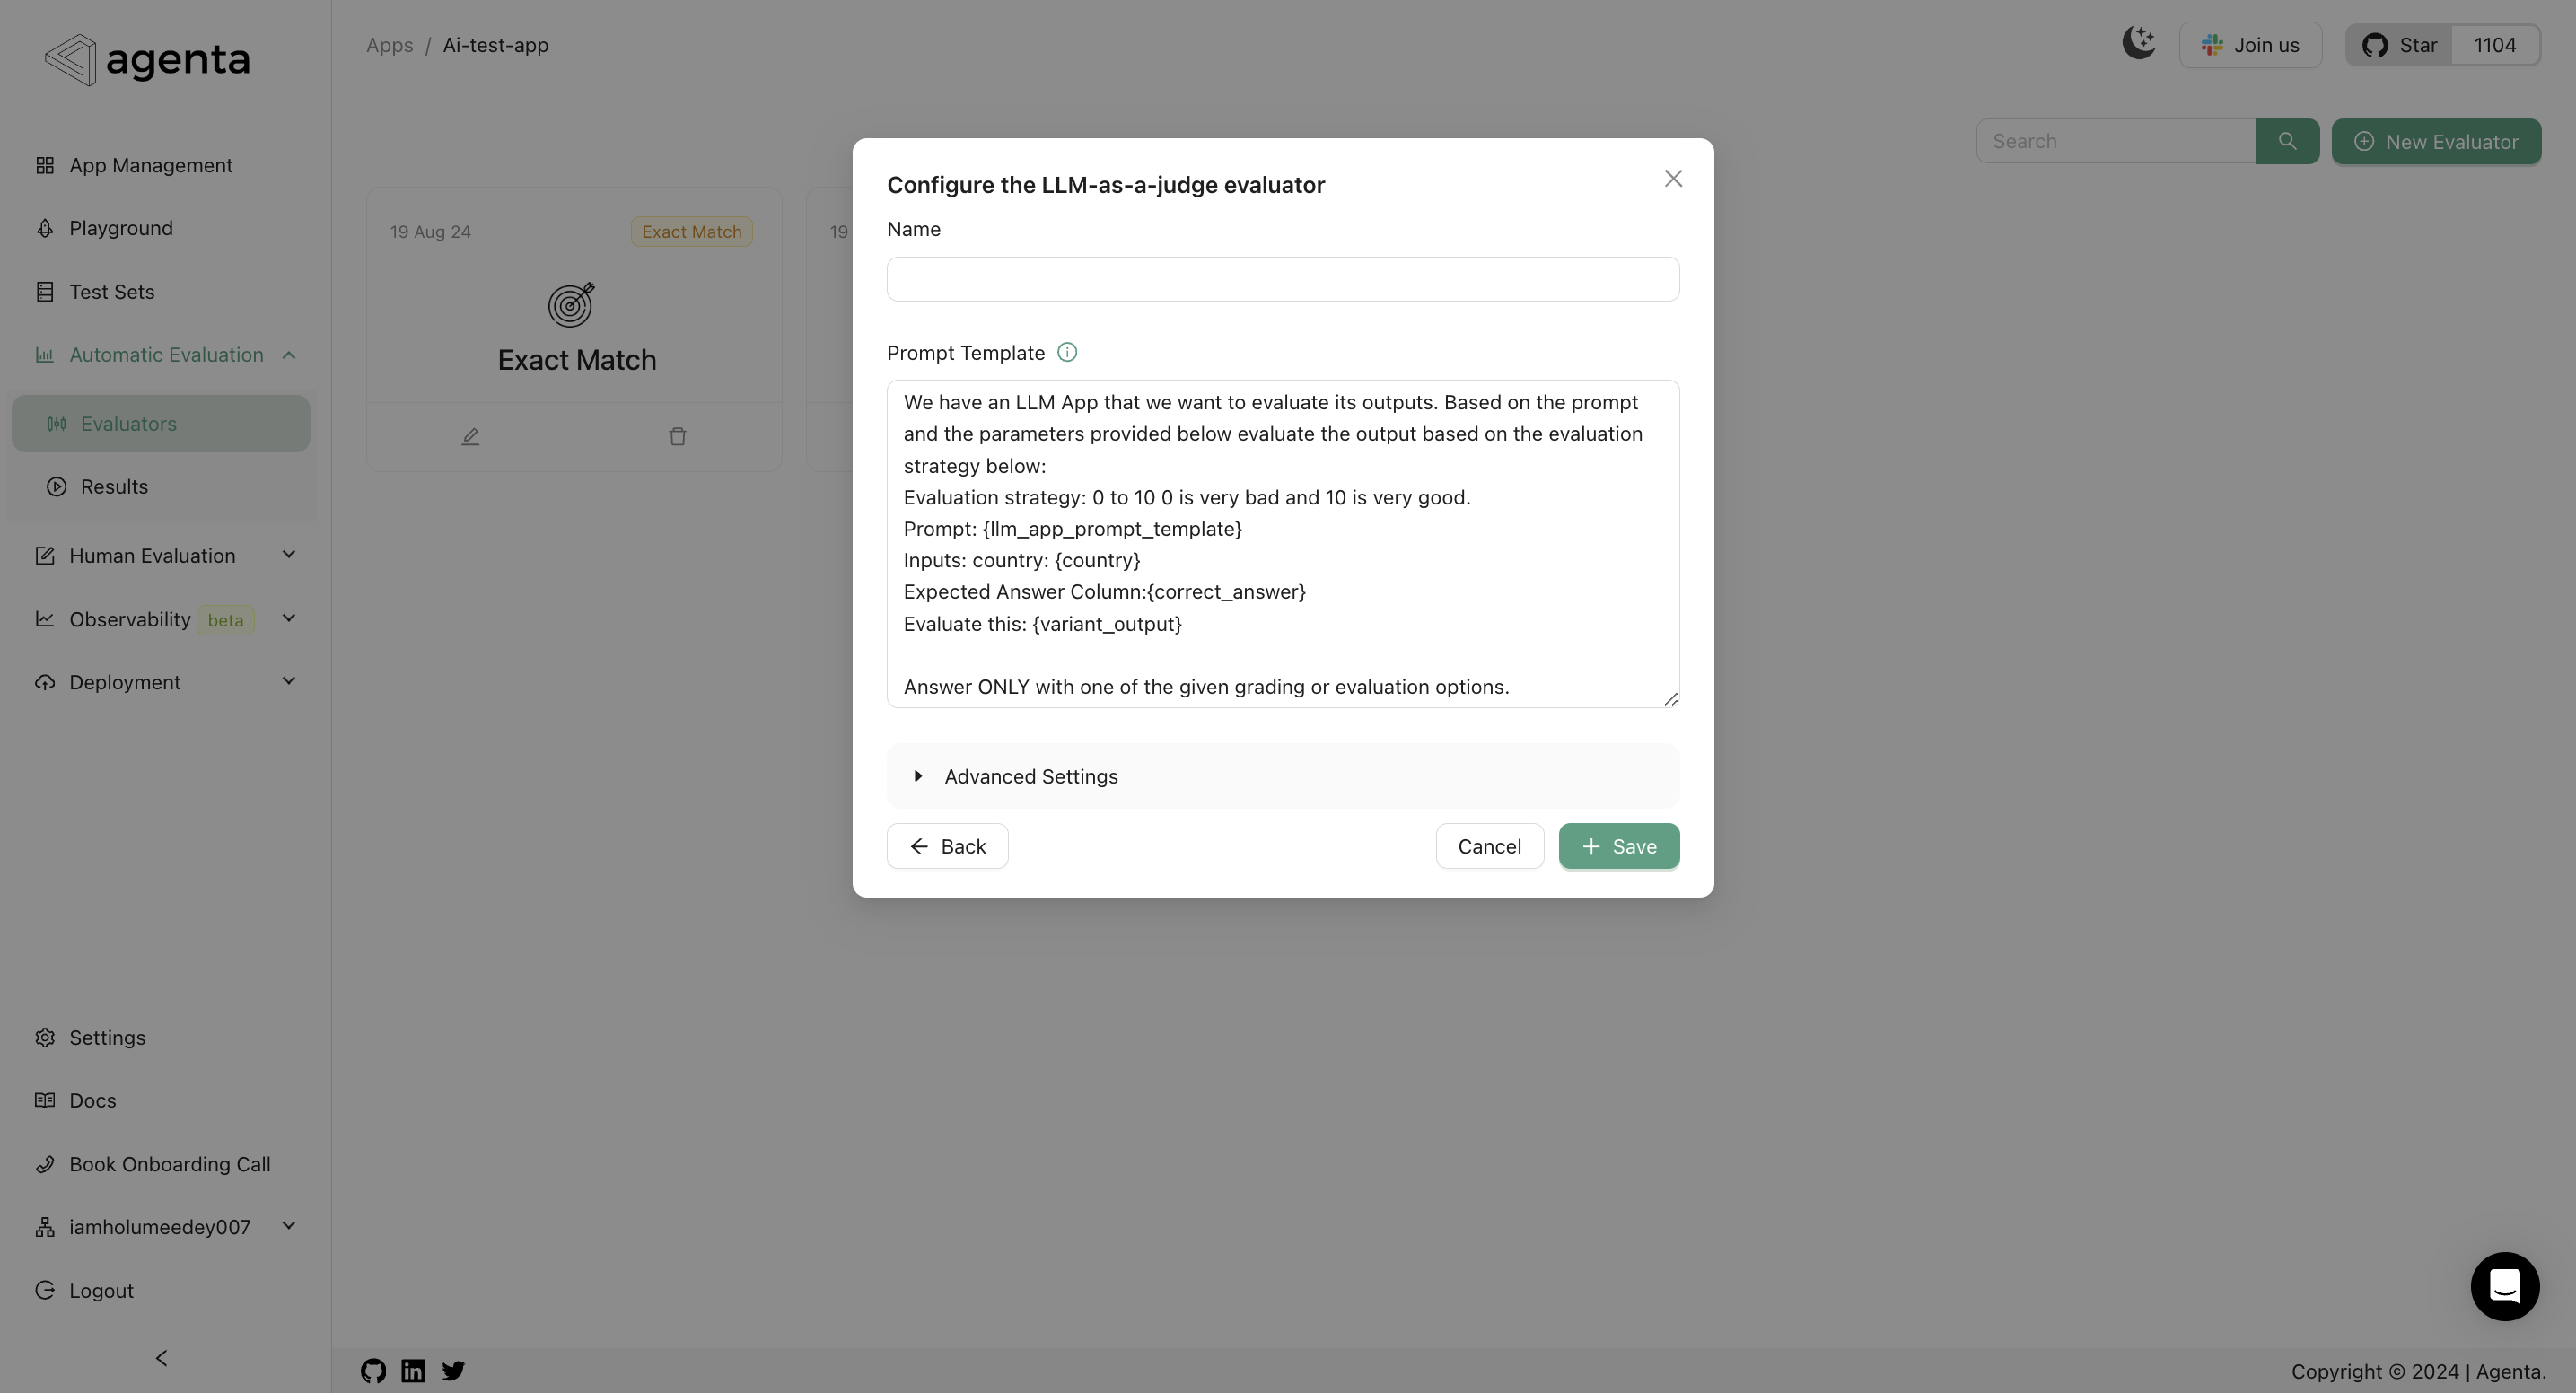 agenta
Apps / Ai-test-app
Join us
Star 1104
App Management
Playground
Test Sets
Automatic Evaluation
Evaluators
Results
Human Evaluation
Observability beta
Deployment
Settings
Docs
Book Onboarding Call
iamholumeedey007
Logout
Search
New Evaluator
19 Aug 24 Exact Match
Exact Match
19
Configure the LLM-as-a-judge evaluator
Name
Prompt Template
We have an LLM App that we want to evaluate its outputs. Based on the prompt
and the parameters provided below evaluate the output based on the evaluation
strategy below:
Evaluation strategy: 0 to 10 0 is very bad and 10 is very good.
Prompt: {llm_app_prompt_template}
Inputs: country: {country}
Expected Answer Column:{correct_answer}
Evaluate this: {variant_output}
Answer ONLY with one of the given grading or evaluation options.
Advanced Settings
Back
Cancel
Save
Copyright © 2024 | Agenta.